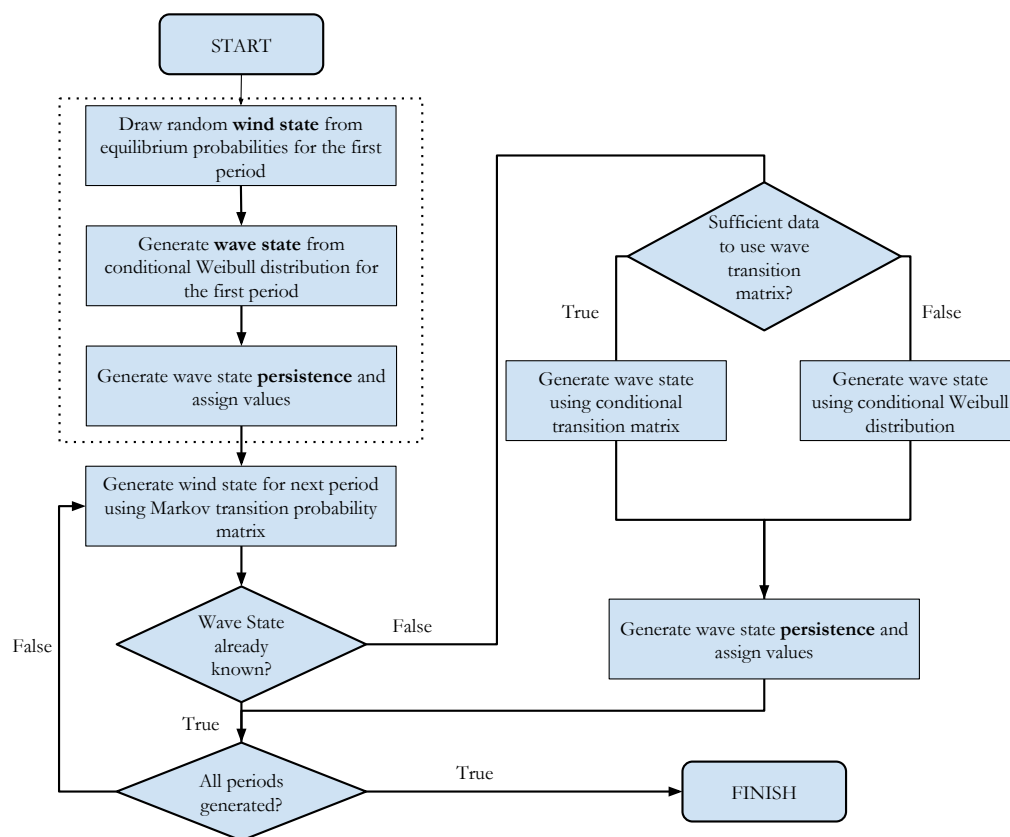 START
Draw random wind state from
equilibrium probabilities for the first
period
Generate wave state from
conditional Weibull distribution for
the first period
Generate wave state persistence and
assign values
Generate wind state for next period
using Markov transition probability
matrix
Wave State
already
known?
False
True
False
All periods
generated?
True
FINISH
Sufficient data
to use wave
transition
matrix?
True
False
Generate wave state
using conditional
transition matrix
Generate wave state
using conditional Weibull
distribution
Generate wave state persistence and
assign values